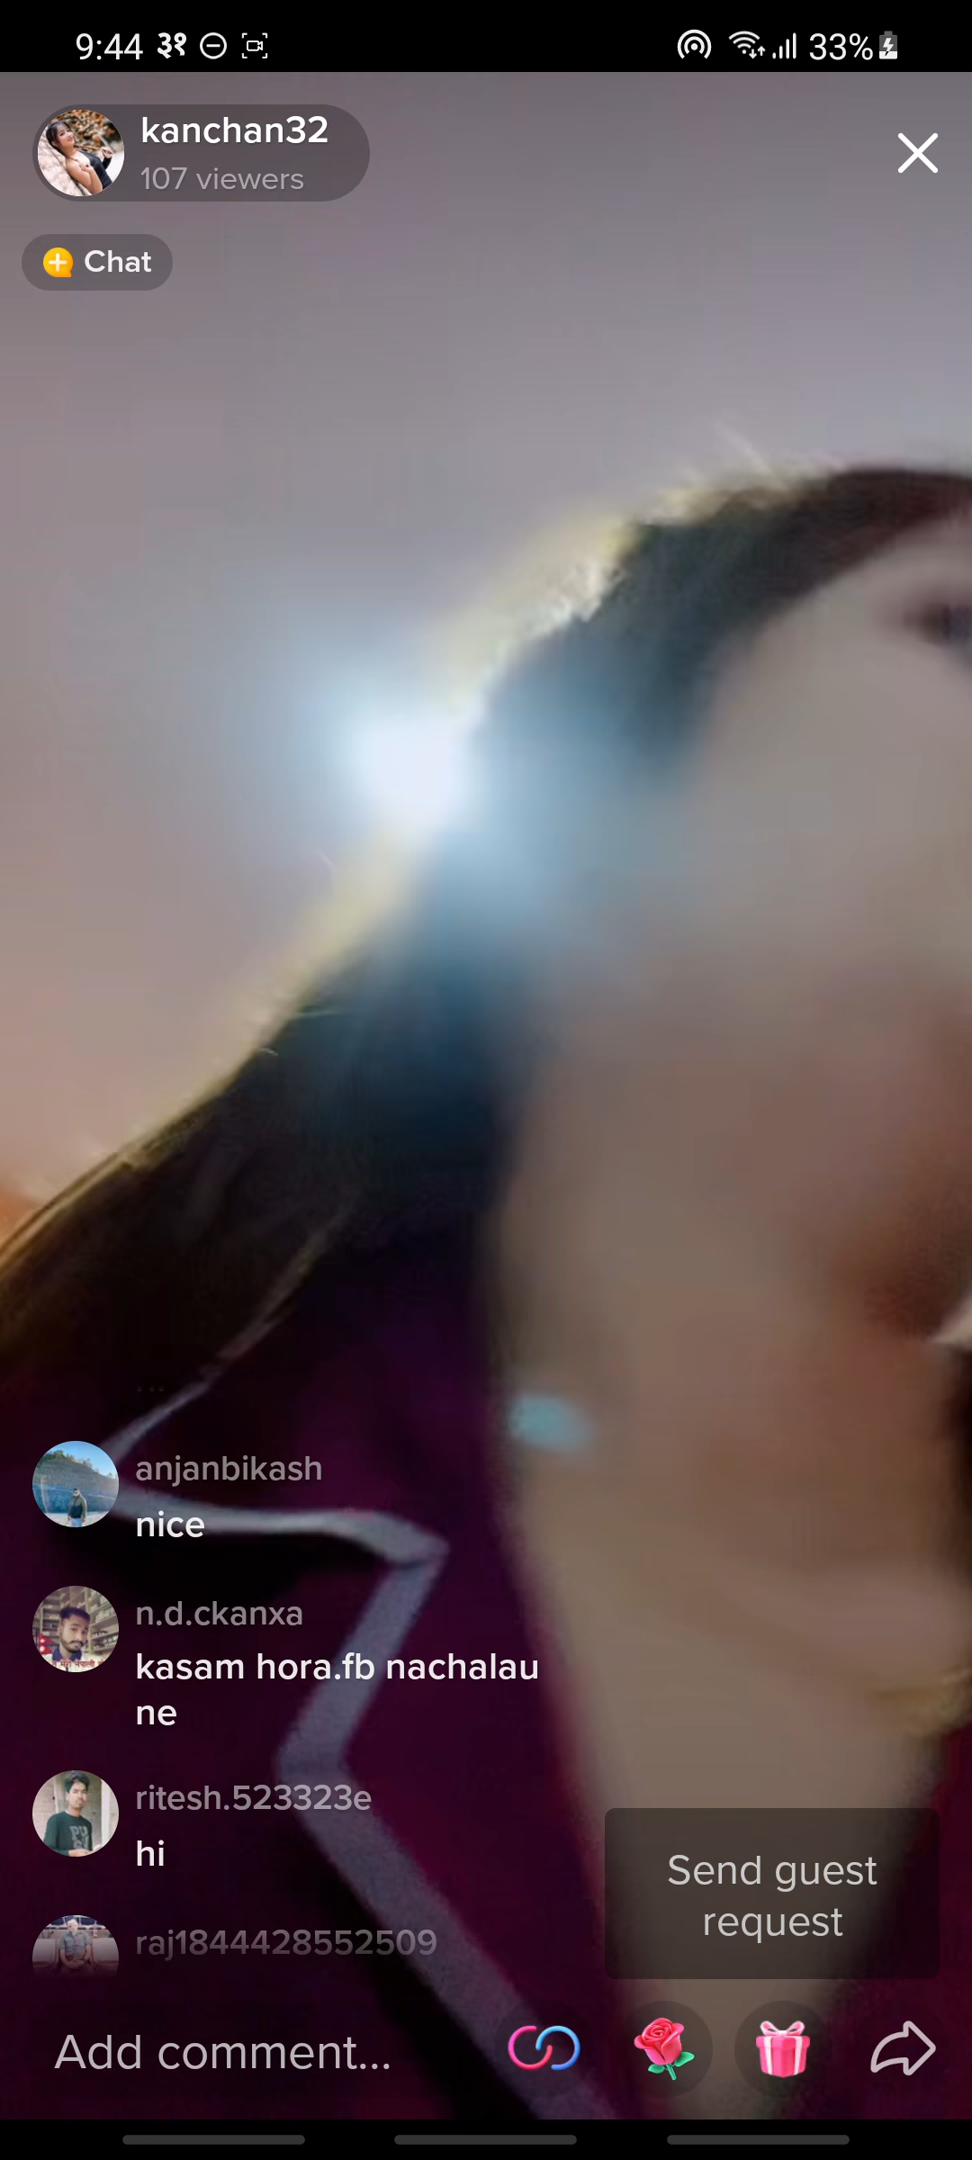 9:44 ३१ 33%
kanchan32
107 viewers
Chat
anjanbikash
nice
n.d.ckanxa
kasam hora.fb nachalau
ne
ritesh.523323e
hi
raj1844428552509
Send guest
request
Add comment...